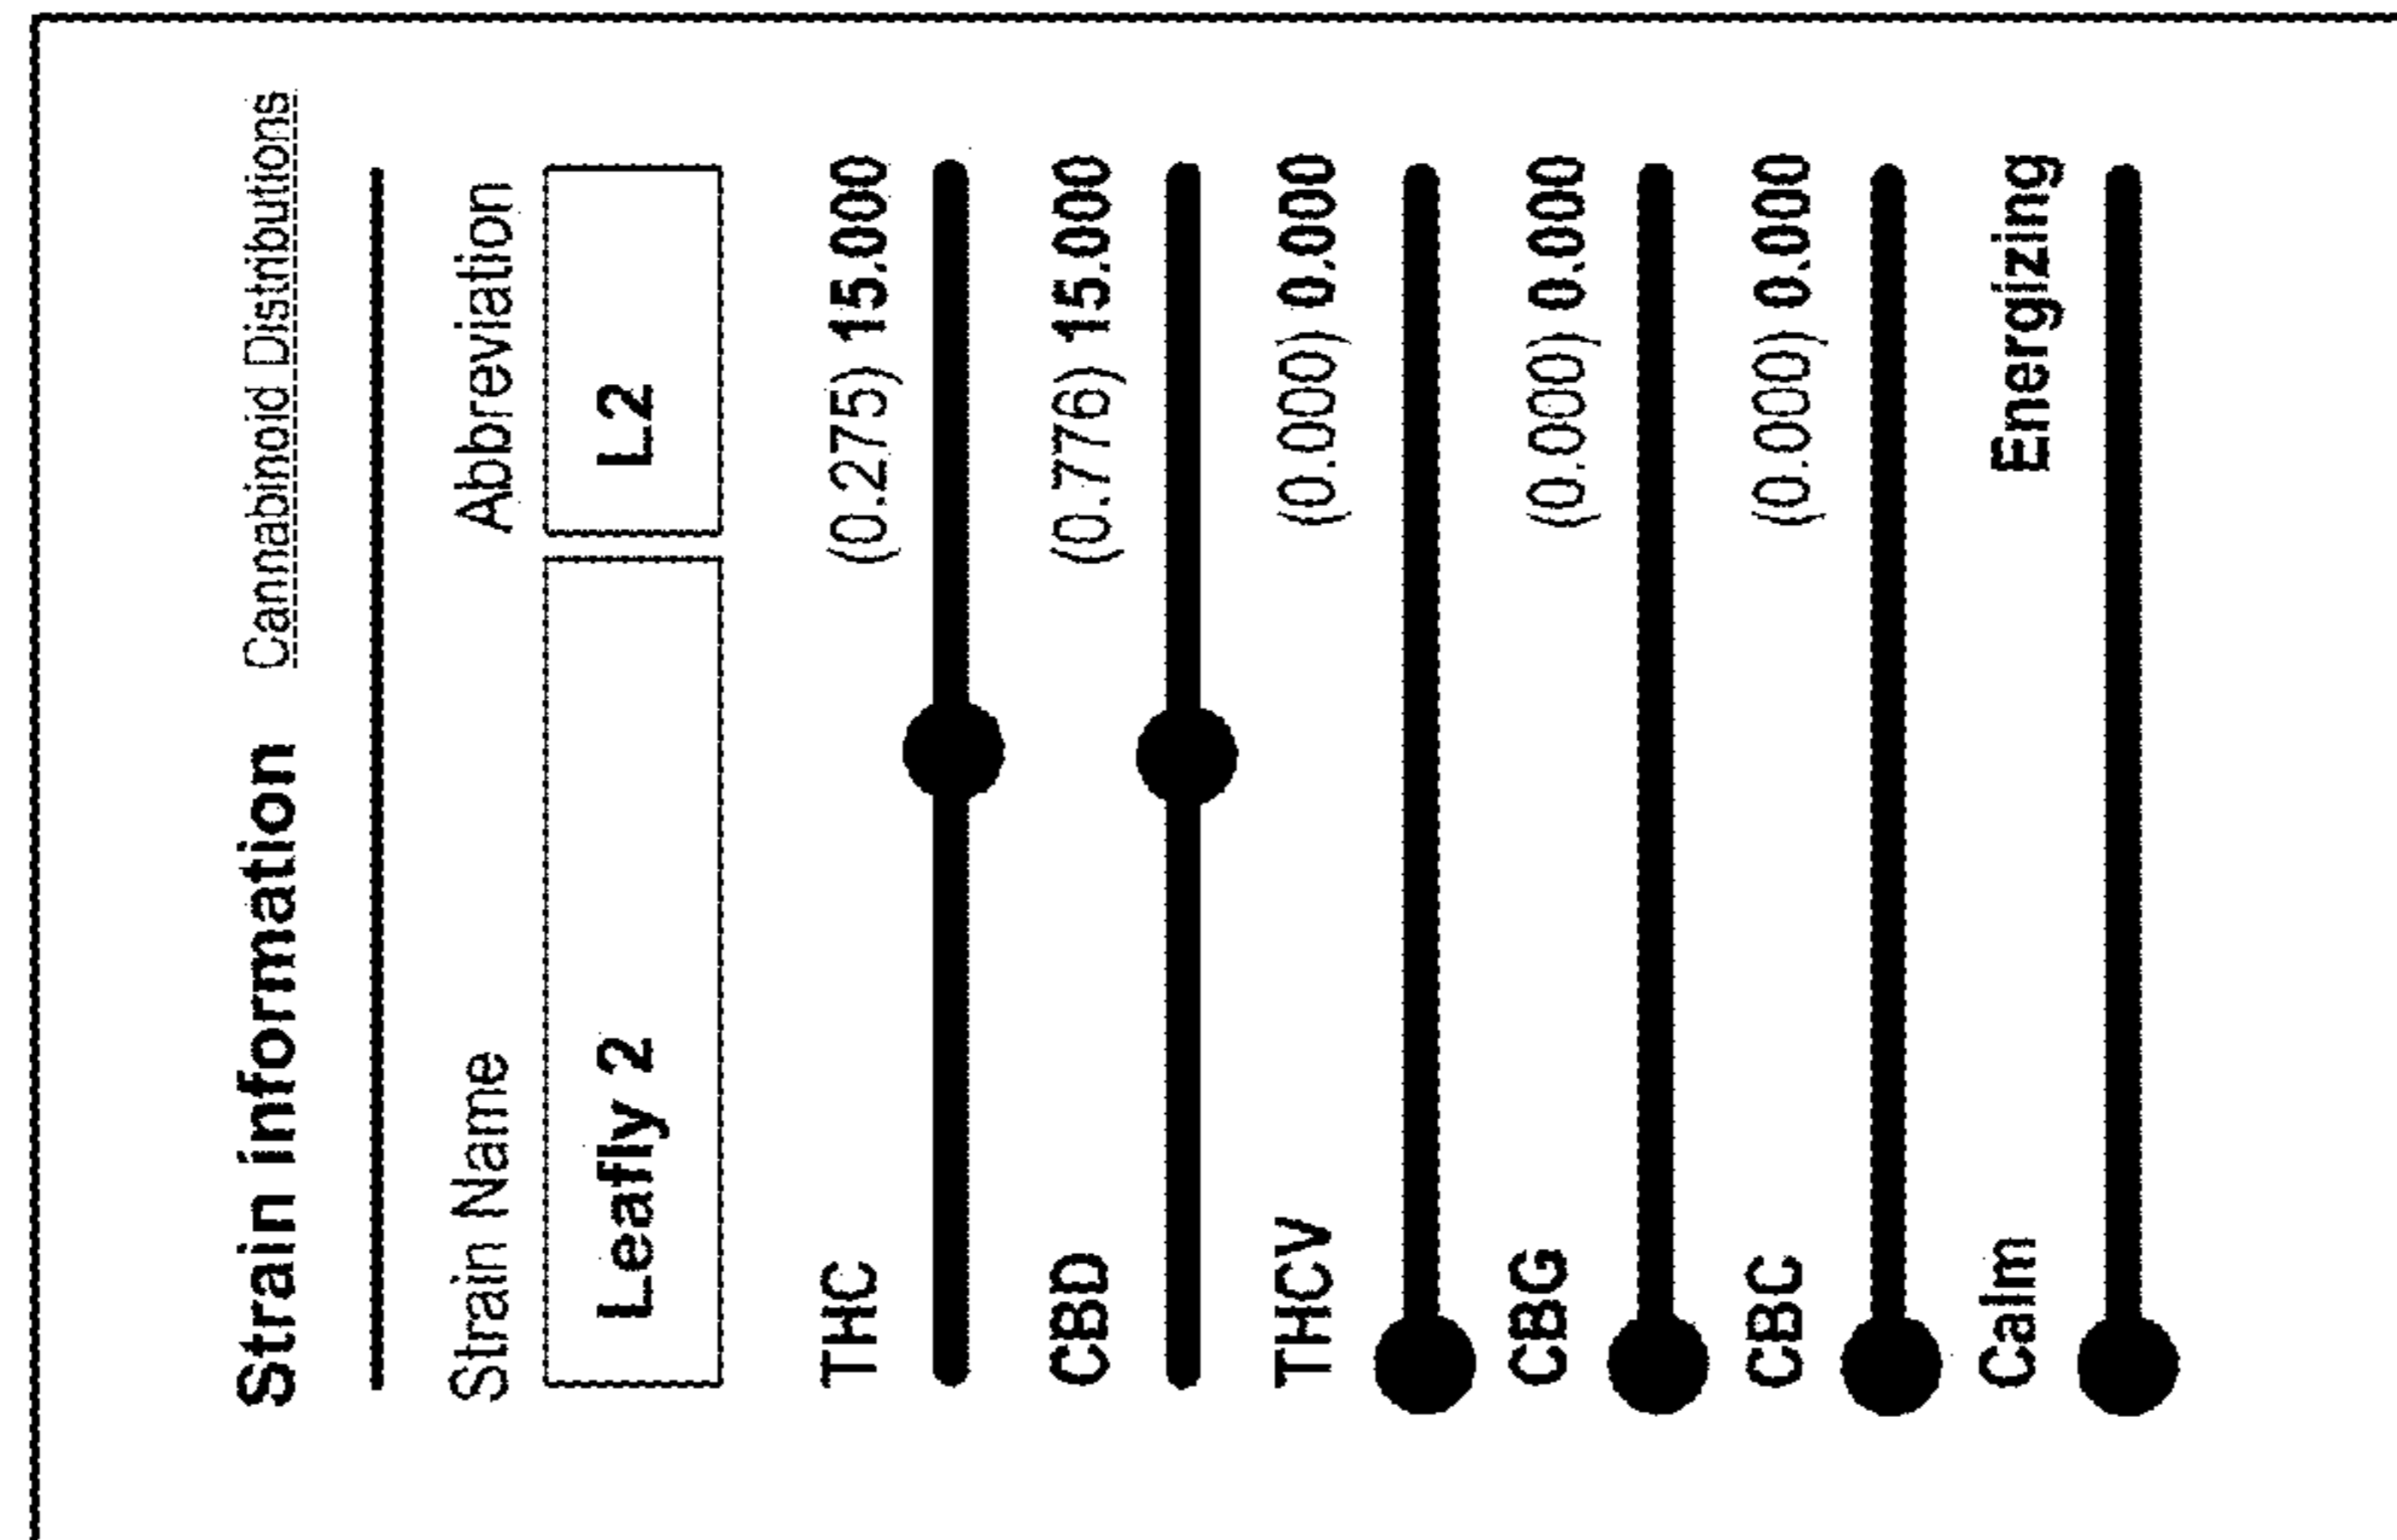 Strain information Cannabinoid Distributions
Strain Name Abbreviation
Leafly 2 L2
THC (0.275) 15.000
CBD (0.776) 15.000
THCV (0.000) 0.000
CBG (0.000) 0.000
CBC (0.000) 0.000
Calm Energizing